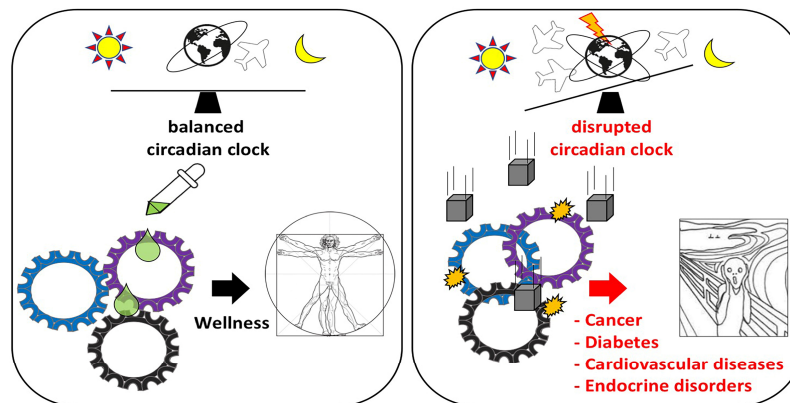 balanced
circadian clock
Wellness
disrupted
circadian clock
- Cancer
- Diabetes
- Cardiovascular diseases
- Endocrine disorders